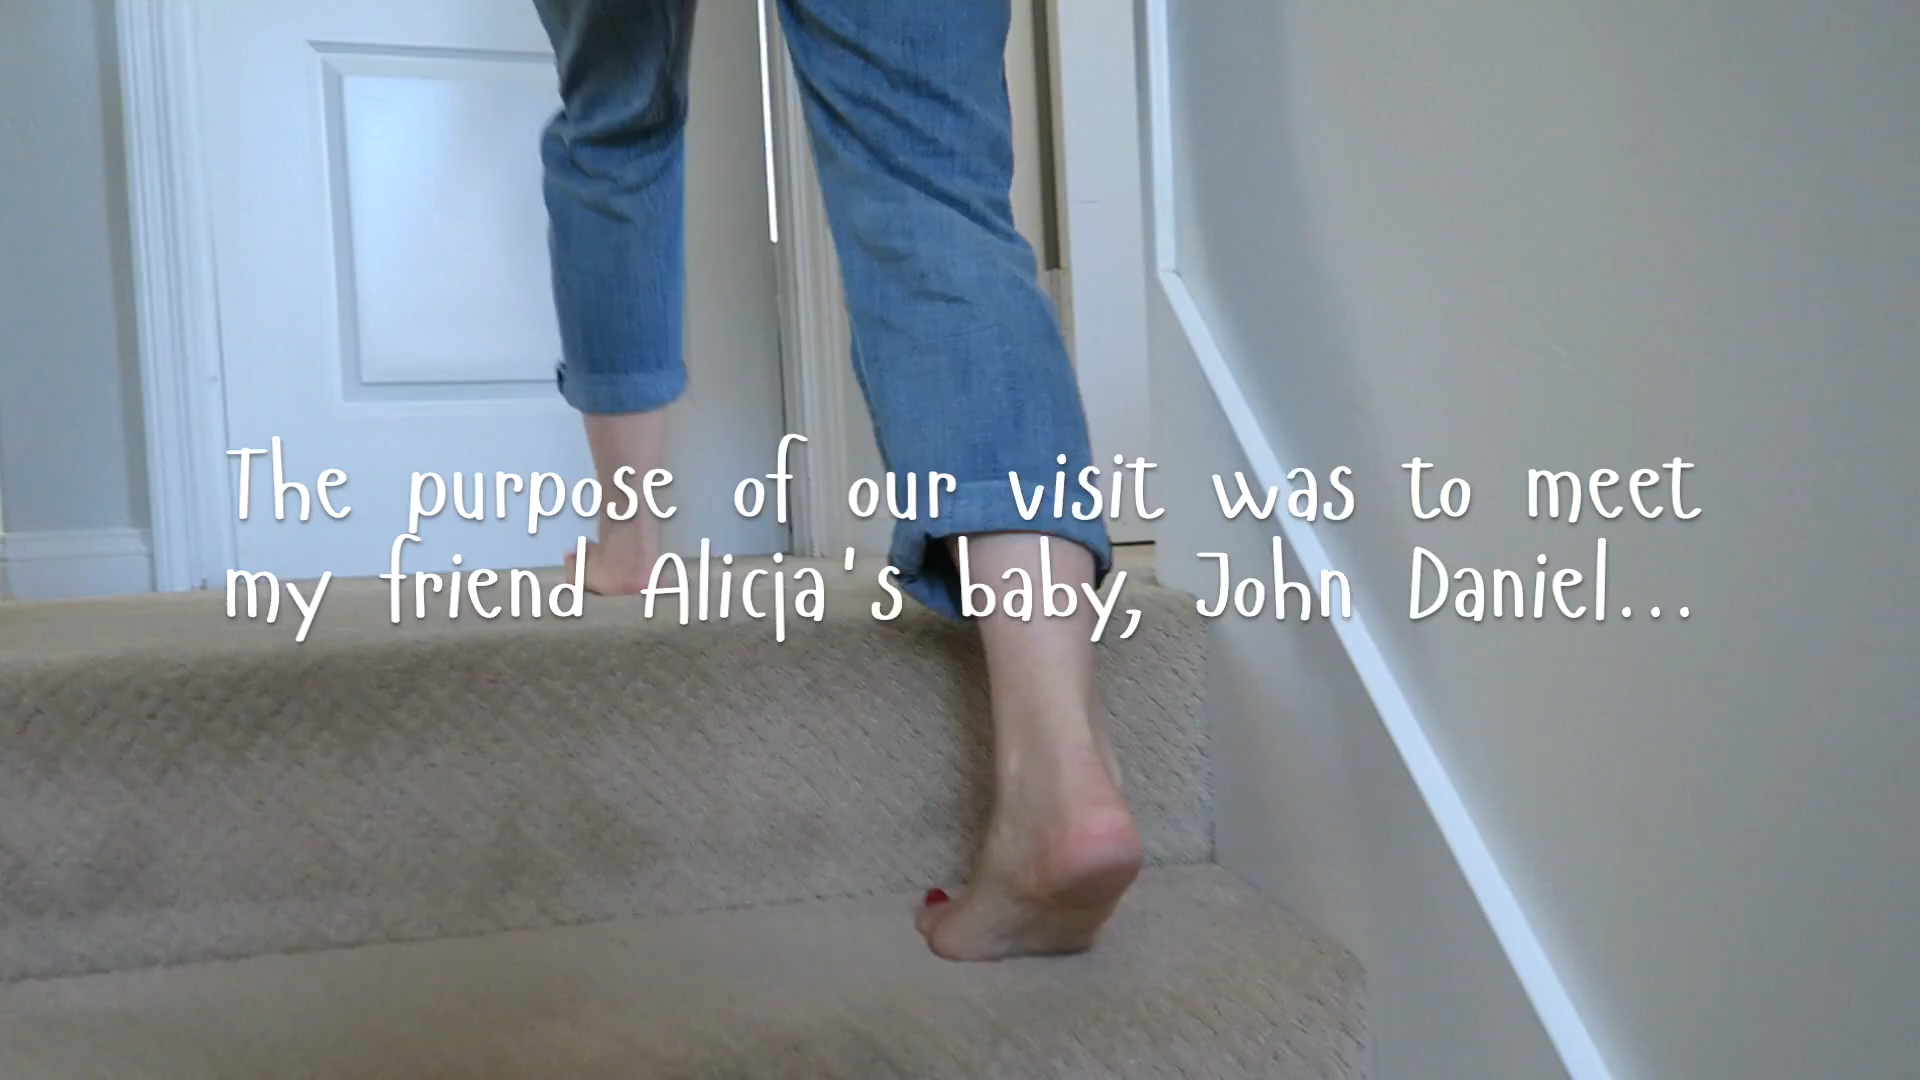 The purpose of our visit was to meet
my friend Alicja's baby, John Daniel...